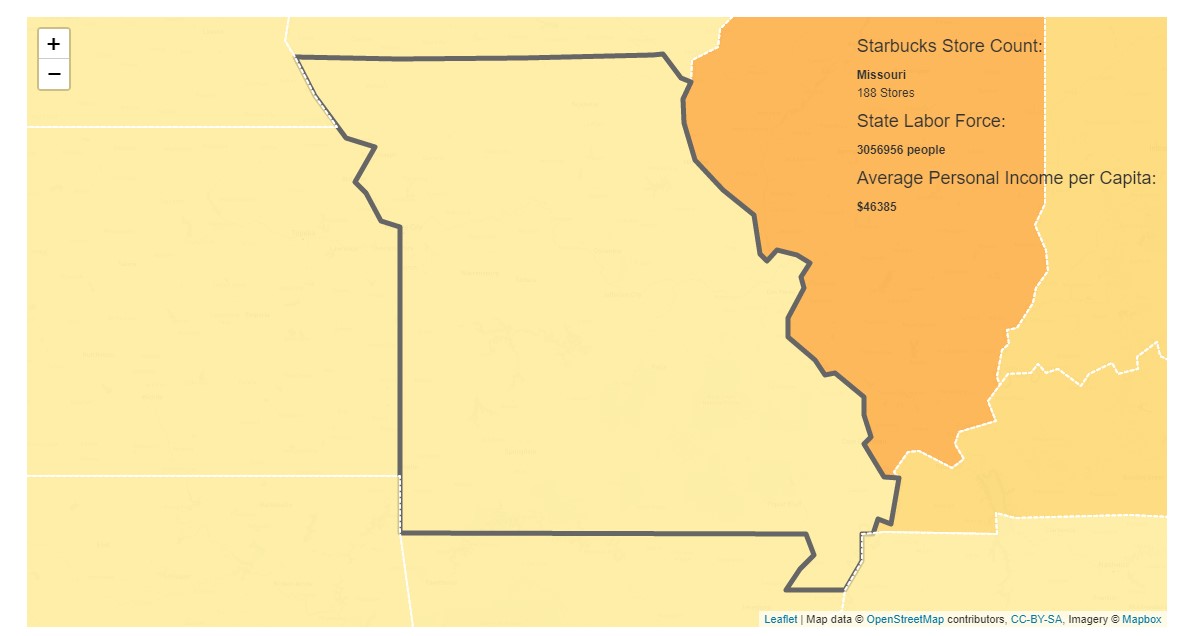 +
−
Starbucks Store Count:
Missouri
188 Stores
State Labor Force:
3056956 people
Average Personal Income per Capita:
$46385
Leaflet | Map data © OpenStreetMap contributors, CC-BY-SA, Imagery © Mapbox